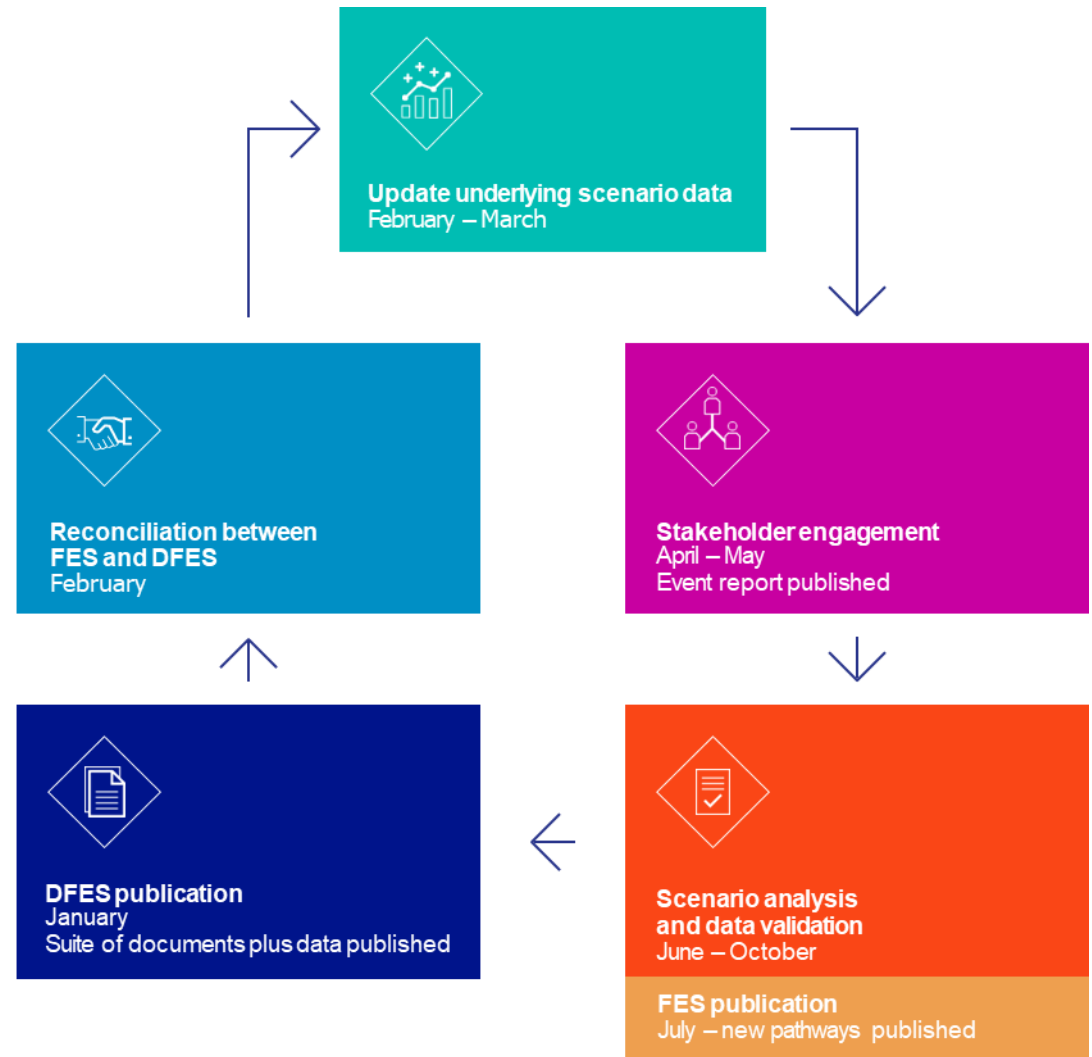 Update underlying scenario data
February – March
Stakeholder engagement
April – May
Event report published
Scenario analysis
and data validation
June – October
FES publication
July – new pathways published
DFES publication
January
Suite of documents plus data published
Reconciliation between
FES and DFES
February